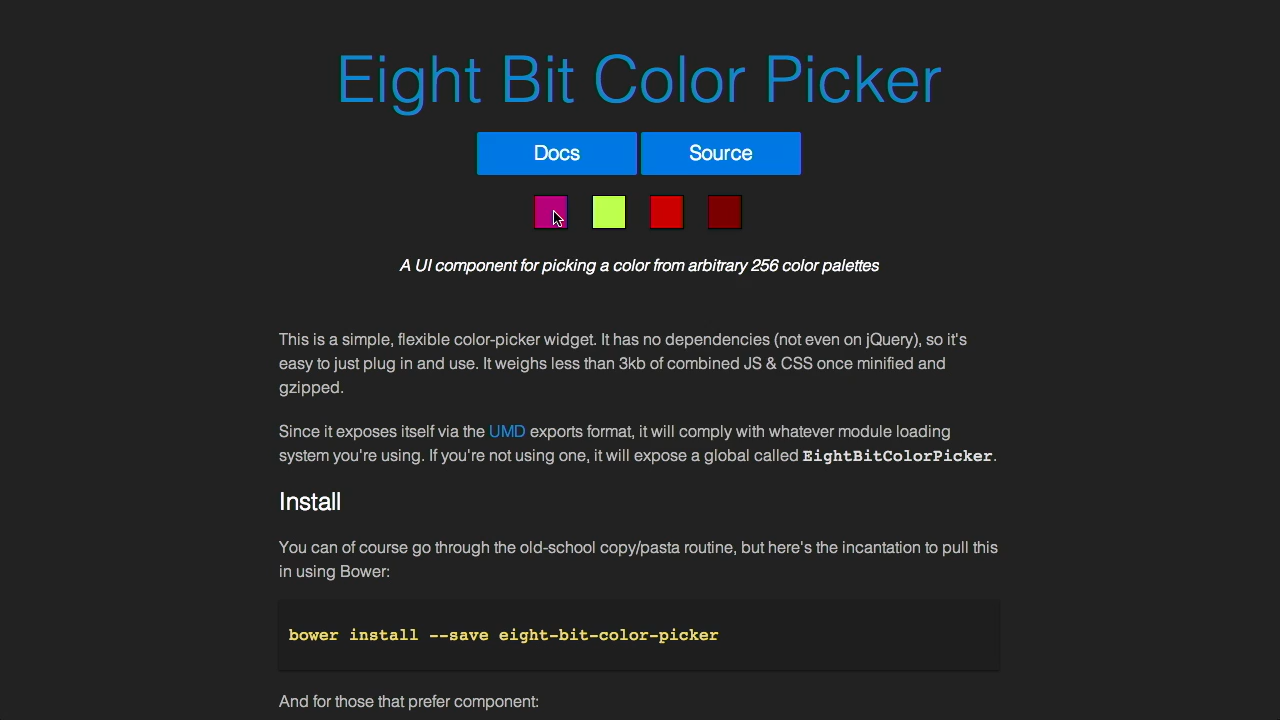 Eight Bit Color Picker
Docs
Source
A UI component for picking a color from arbitrary 256 color palettes
This is a simple, flexible color-picker widget. It has no dependencies (not even on jQuery), so it's
easy to just plug in and use. It weighs less than 3kb of combined JS & CSS once minified and
gzipped.
Since it exposes itself via the UMD exports format, it will comply with whatever module loading
system you're using. If you're not using one, it will expose a global called EightBitColorPicker.
Install
You can of course go through the old-school copy/pasta routine, but here's the incantation to pull this
in using Bower:
bower install --save eight-bit-color-picker
And for those that prefer component: